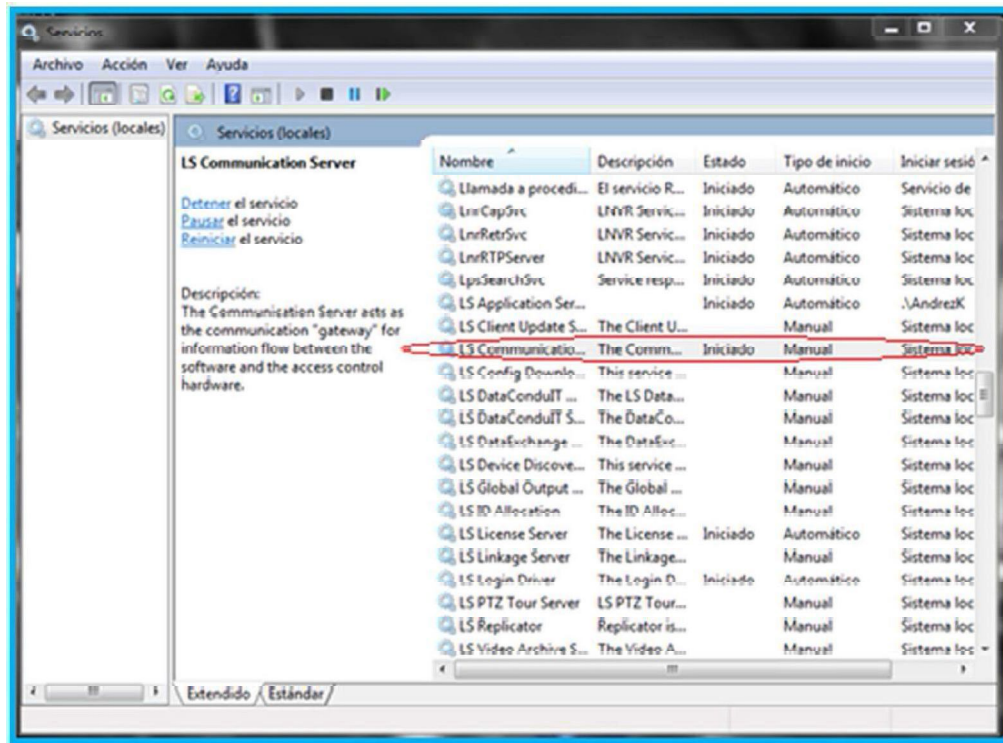 Servicios
Archivo Acción Ver Ayuda
Servicios (locales)
Servicios (locales)
LS Communication Server
Detener el servicio
Pausar el servicio
Reiniciar el servicio
Descripción:
The Communication Server acts as
the communication "gateway" for
information flow between the
software and the access control
hardware.
Nombre Descripción Estado Tipo de inicio Iniciar sesió
Llamada a procedi... El servicio R... Iniciado Automático Servicio de
LnrCapSvc LNVR Servic... Iniciado Automático Sistema loc
LnrRetrSvc LNVR Servic... Iniciado Automático Sistema loc
LnrRTPServer LNVR Servic... Iniciado Automático Sistema loc
LpsSearchSvc Service resp... Iniciado Automático Sistema loc
LS Application Ser... Iniciado Automático .\AndrezK
LS Client Update S... The Client U... Manual Sistema loc
LS Communicatio... The Comm... Iniciado Manual Sistema loc
LS Config Downlo... This service ... Manual Sistema loc
LS DataConduIT ... The LS Data... Manual Sistema loc
LS DataConduIT S... The DataCo... Manual Sistema loc
LS DataExchange ... The DataExc... Manual Sistema loc
LS Device Discove... This service ... Manual Sistema loc
LS Global Output ... The Global ... Manual Sistema loc
LS ID Allocation The ID Alloc... Manual Sistema loc
LS License Server The License ... Iniciado Automático Sistema loc
LS Linkage Server The Linkage... Manual Sistema loc
LS Login Driver The Login D... Iniciado Automático Sistema loc
LS PTZ Tour Server LS PTZ Tour... Manual Sistema loc
LS Replicator Replicator is... Manual Sistema loc
LS Video Archive S... The Video A... Manual Sistema loc
Extendido Estándar